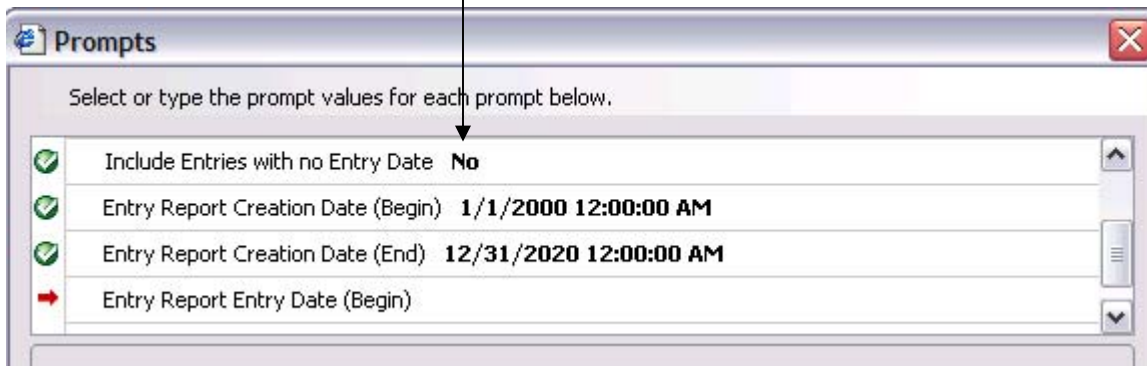 Prompts
Select or type the prompt values for each prompt below.
Include Entries with no Entry Date No
Entry Report Creation Date (Begin) 1/1/2000 12:00:00 AM
Entry Report Creation Date (End) 12/31/2020 12:00:00 AM
Entry Report Entry Date (Begin)